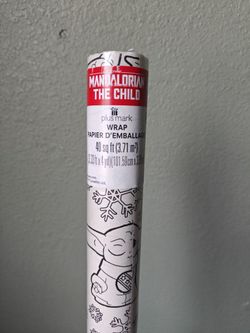 MANDALORIAN
THE CHILD
plus mark
WRAP
PAPIER D'EMBALLAGE
40 sq ft (3.71 m²)